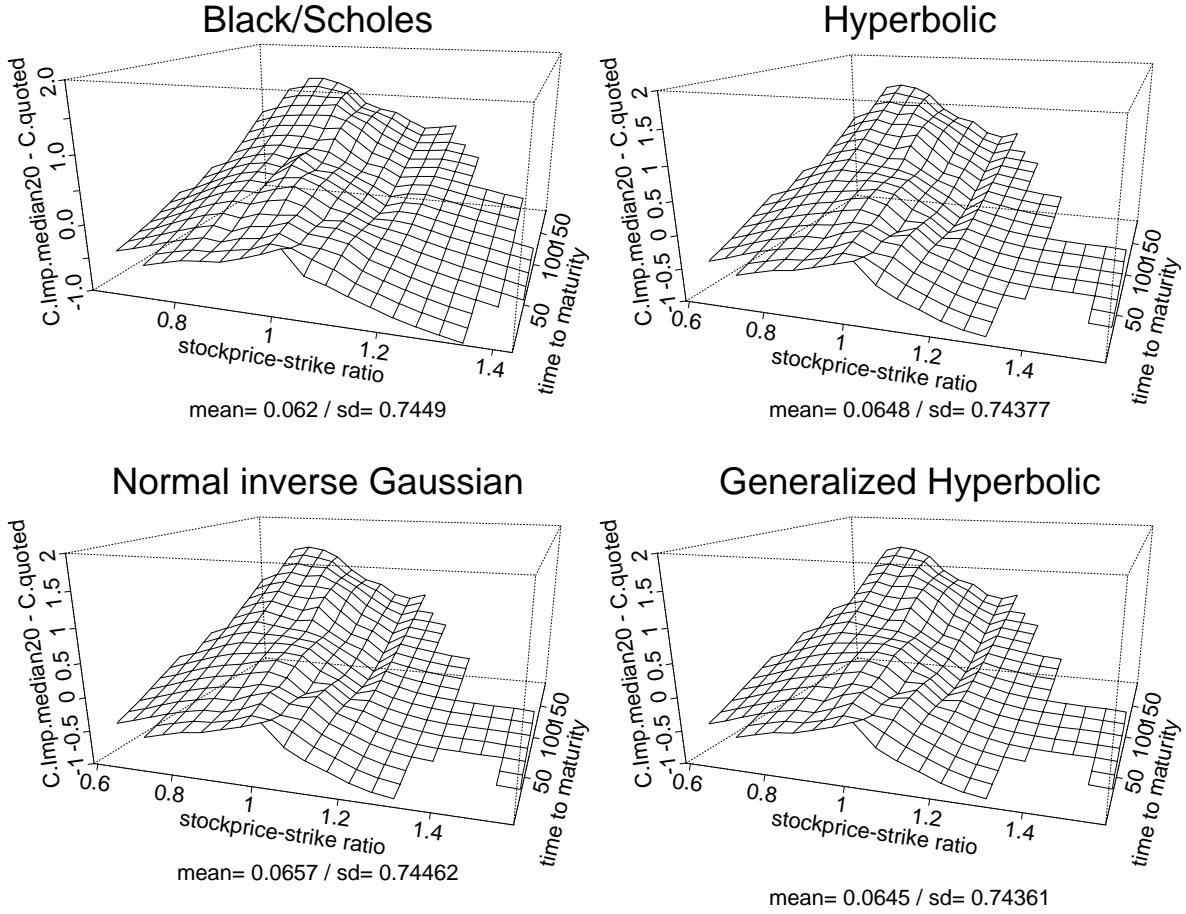 Black/Scholes
C.Imp.median20 - C.quoted
-1.0 0.0 1.0 2.0
0.8 1 1.2 1.4
stockprice-strike ratio
50 100 150
time to maturity
mean= 0.062 / sd= 0.7449
Hyperbolic
C.Imp.median20 - C.quoted
-1 -0.5 0 0.5 1 1.5 2
0.6 0.8 1 1.2 1.4
stockprice-strike ratio
50 100 150
time to maturity
mean= 0.0648 / sd= 0.74377
Normal inverse Gaussian
C.Imp.median20 - C.quoted
-1 -0.5 0 0.5 1 1.5 2
0.6 0.8 1 1.2 1.4
stockprice-strike ratio
50 100 150
time to maturity
mean= 0.0657 / sd= 0.74462
Generalized Hyperbolic
C.Imp.median20 - C.quoted
-1 -0.5 0 0.5 1 1.5 2
0.6 0.8 1 1.2 1.4
stockprice-strike ratio
50 100 150
time to maturity
mean= 0.0645 / sd= 0.74361